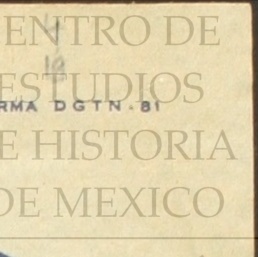 ENTRO DE
ESTUDIOS
RMA DGTN-81
E HISTORIA
DE MEXICO